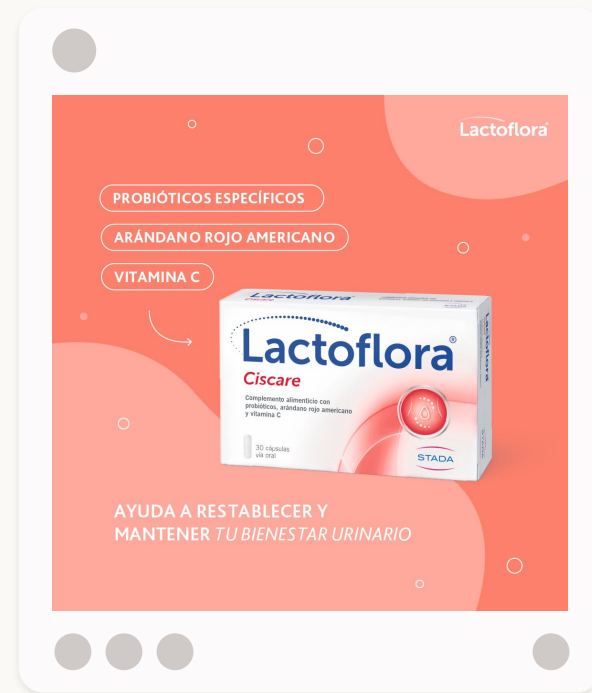 Lactoflora
PROBIÓTICOS ESPECÍFICOS
ARÁNDANO ROJO AMERICANO
VITAMINA C
Lactoflora
Ciscare
Lactoflora®
Ciscare
Complemento alimenticio con
probióticos, arándano rojo americano
y vitamina C
30 cápsulas
vía oral
STADA
Lactoflora
AYUDA A RESTABLECER Y
MANTENER TU BIENESTAR URINARIO